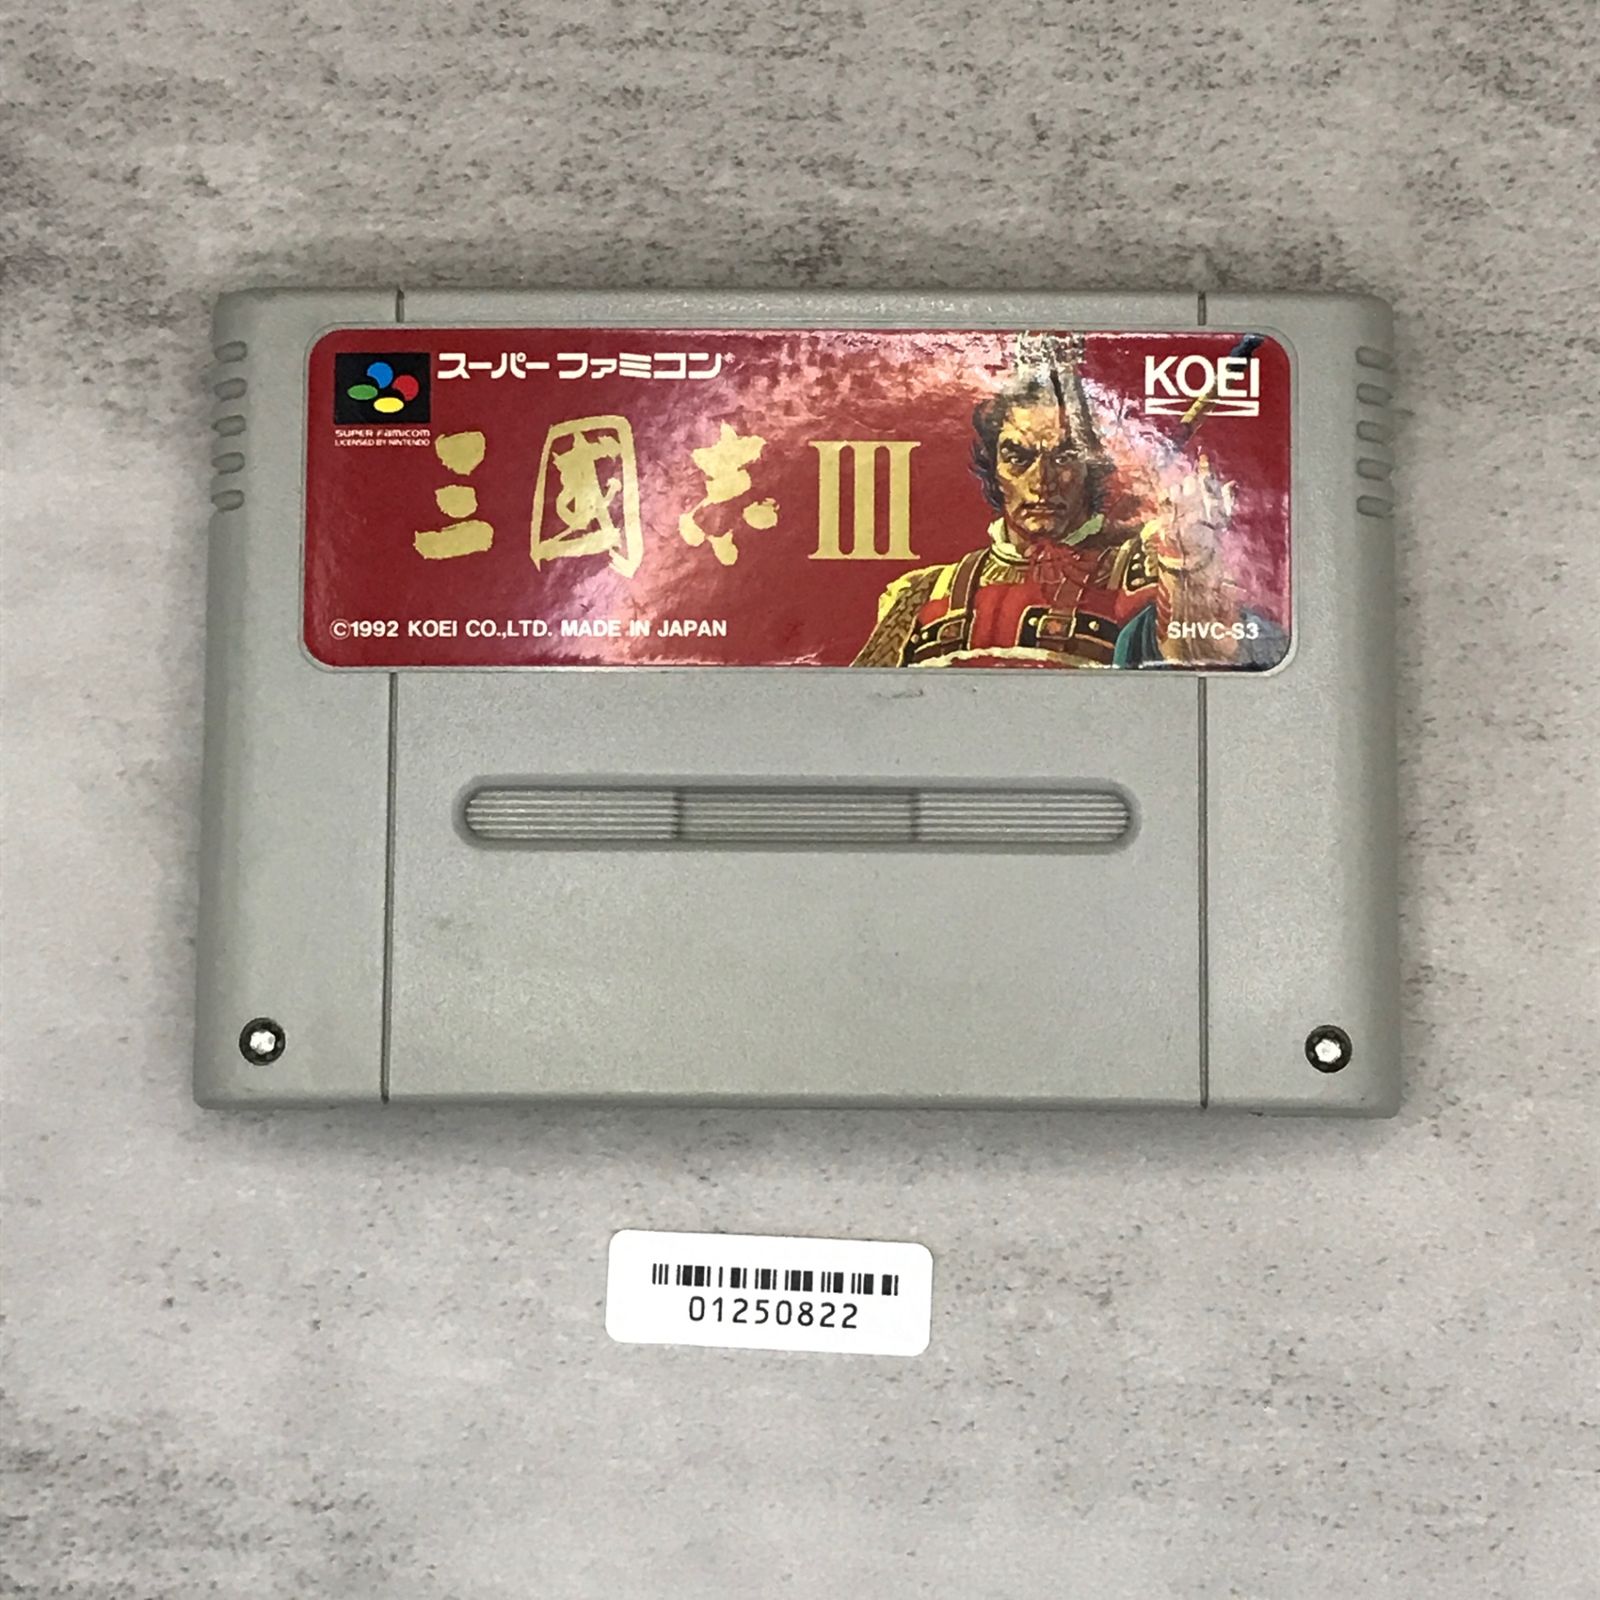 スーパーファミコン
KOEI
SUPER FAMICOM
LICENSED BY NINTENDO
三國志III
©1992 KOEI CO.,LTD. MADE IN JAPAN
SHVC-S3
01250822